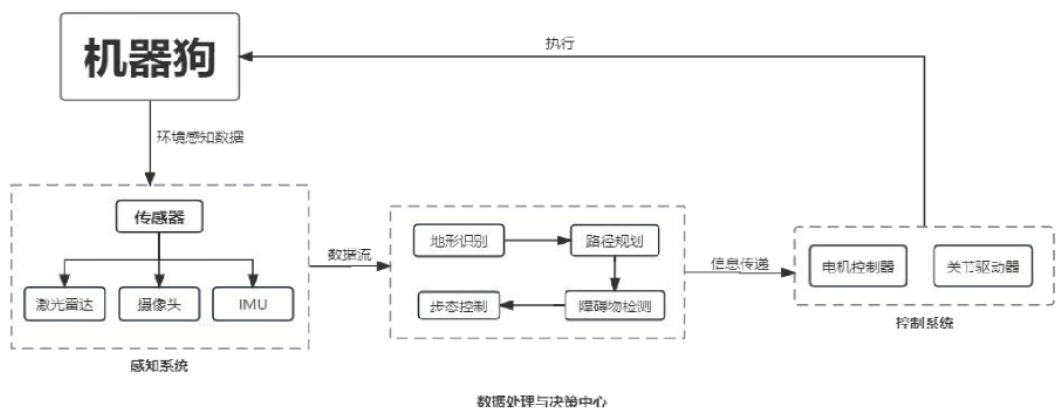 机器狗
执行
环境感知数据
传感器
激光雷达
摄像头
IMU
感知系统
数据流
地形识别
路径规划
步态控制
障碍物检测
数据处理与决策中心
信息传递
电机控制器
关节驱动器
控制系统